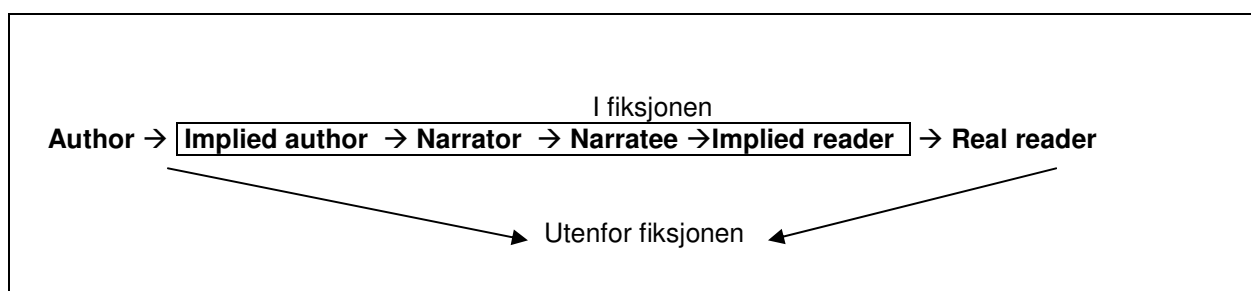 I fiksjonen
Author → Implied author → Narrator → Narratee →Implied reader → Real reader
Utenfor fiksjonen